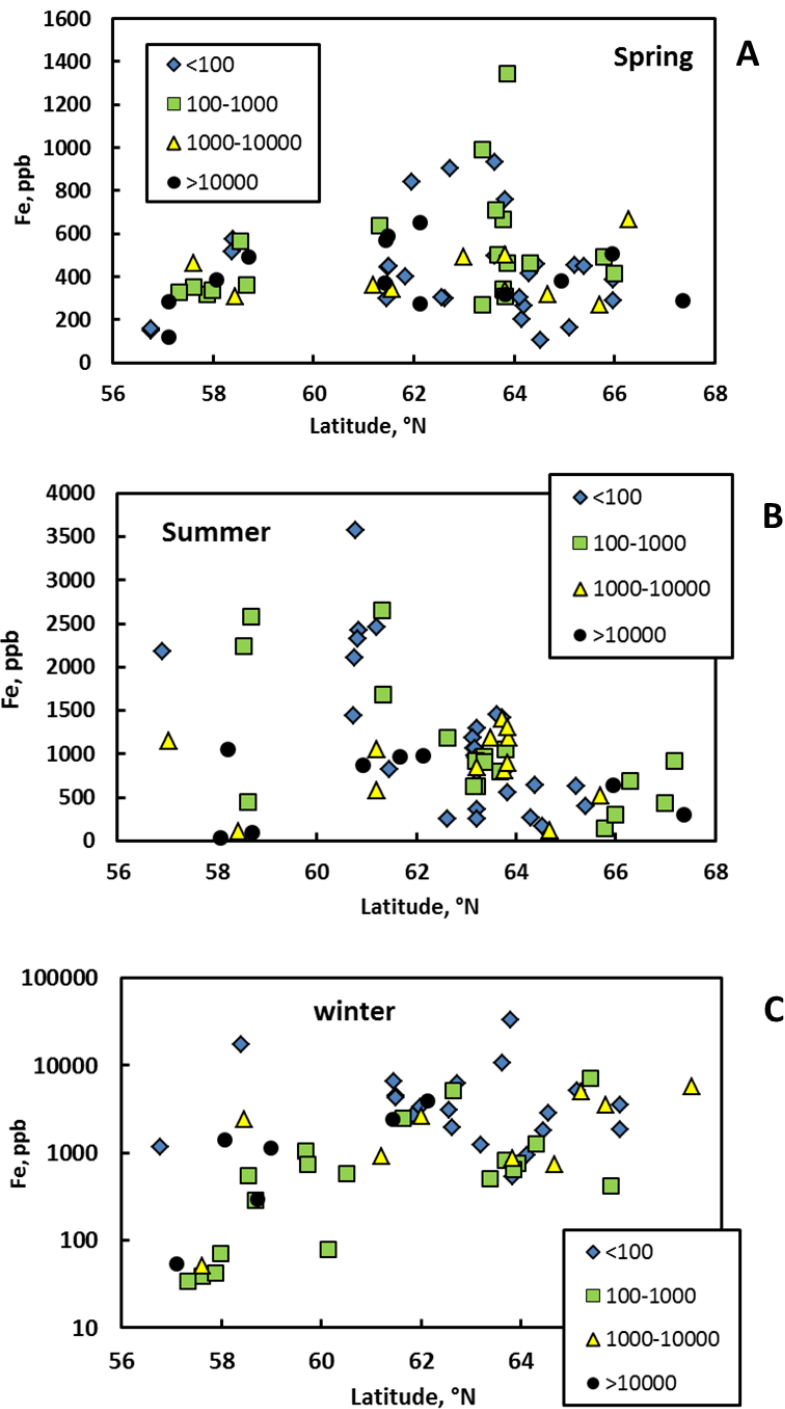 1600
1400
1200
1000
800
600
400
200
0
Fe, ppb
<100
100-1000
1000-10000
>10000
Spring
A
56 58 60 62 64 66 68
Latitude, °N
4000
3500
3000
2500
2000
1500
1000
500
0
Fe, ppb
Summer
<100
100-1000
1000-10000
>10000
B
56 58 60 62 64 66 68
Latitude, °N
100000
10000
1000
100
10
Fe, ppb
winter
C
<100
100-1000
1000-10000
>10000
56 58 60 62 64
Latitude, °N